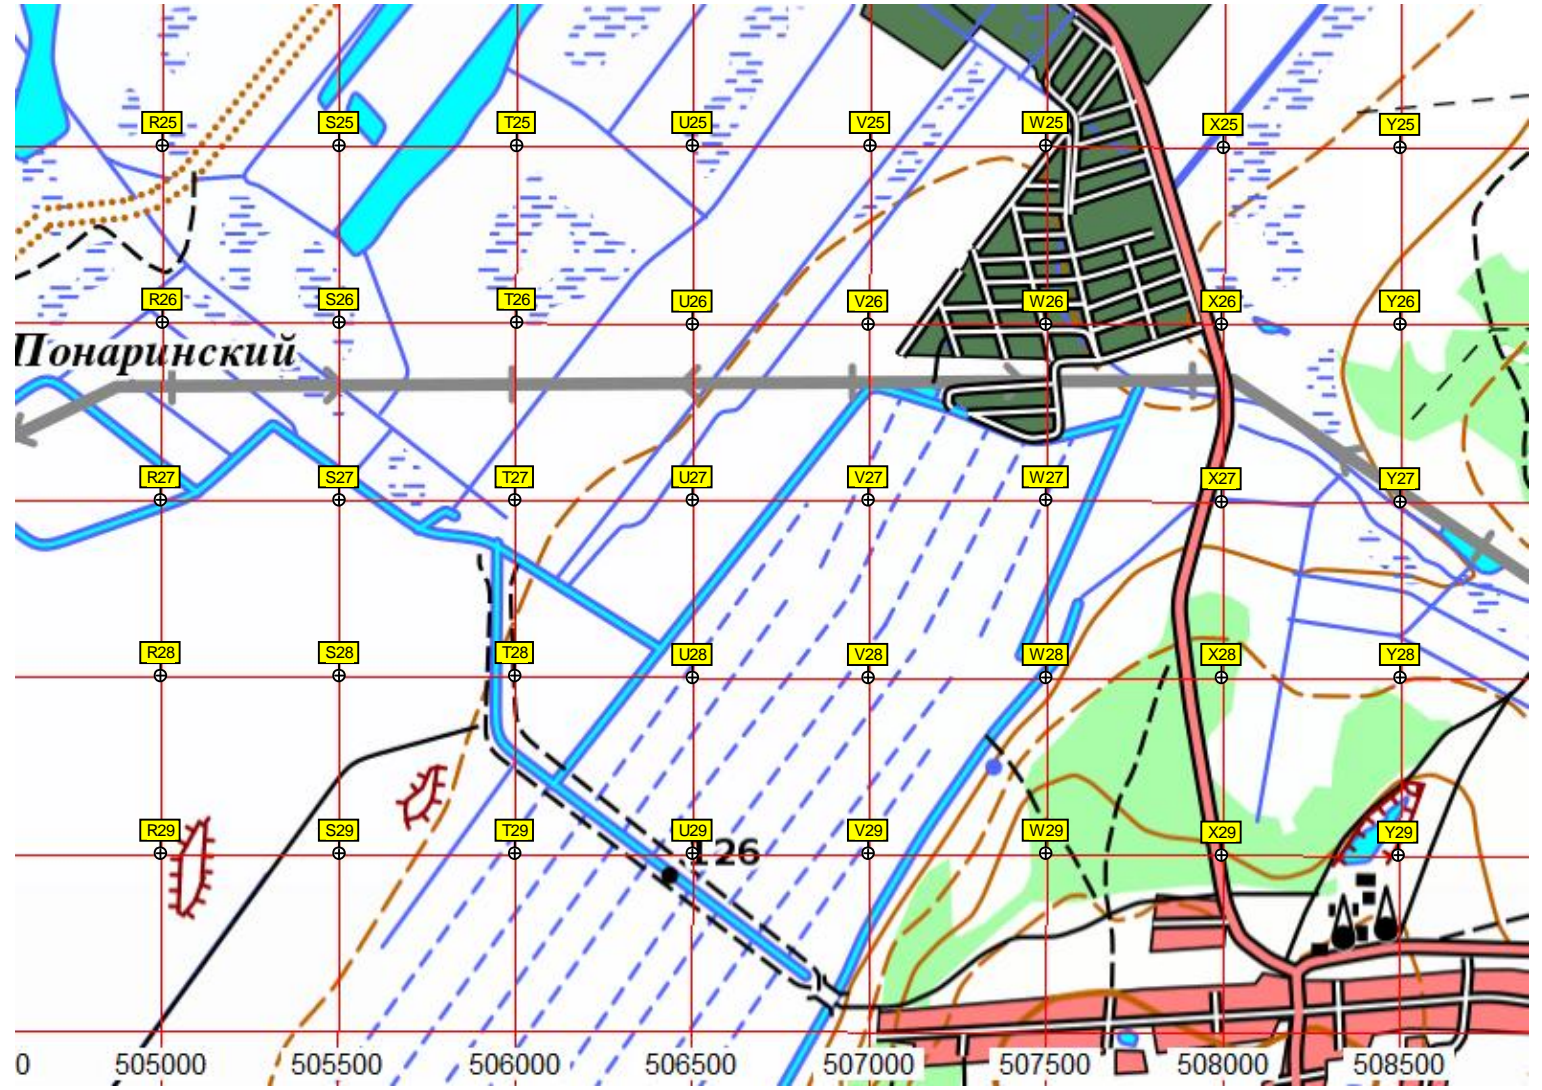 R25 S25 T25 U25 V25 W25 X25 Y25
R26 S26 T26 U26 V26 W26 X26 Y26
Понаринский
R27 S27 T27 U27 V27 W27 X27 Y27
R28 S28 T28 U28 V28 W28 X28 Y28
R29 S29 T29 U29 V29 W29 X29 Y29
126
0 505000 505500 506000 506500 507000 507500 508000 508500